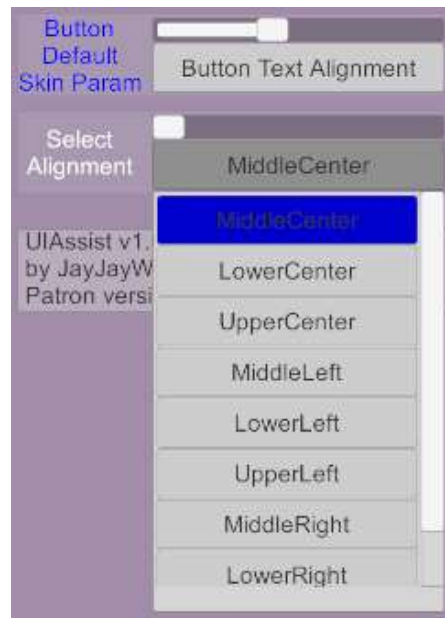 Button
Default
Skin Param
Button Text Alignment
Select
Alignment
MiddleCenter
MiddleCenter
LowerCenter
UpperCenter
MiddleLeft
LowerLeft
UpperLeft
MiddleRight
LowerRight
UIAssist v1.
by JayJayW
Patron versi